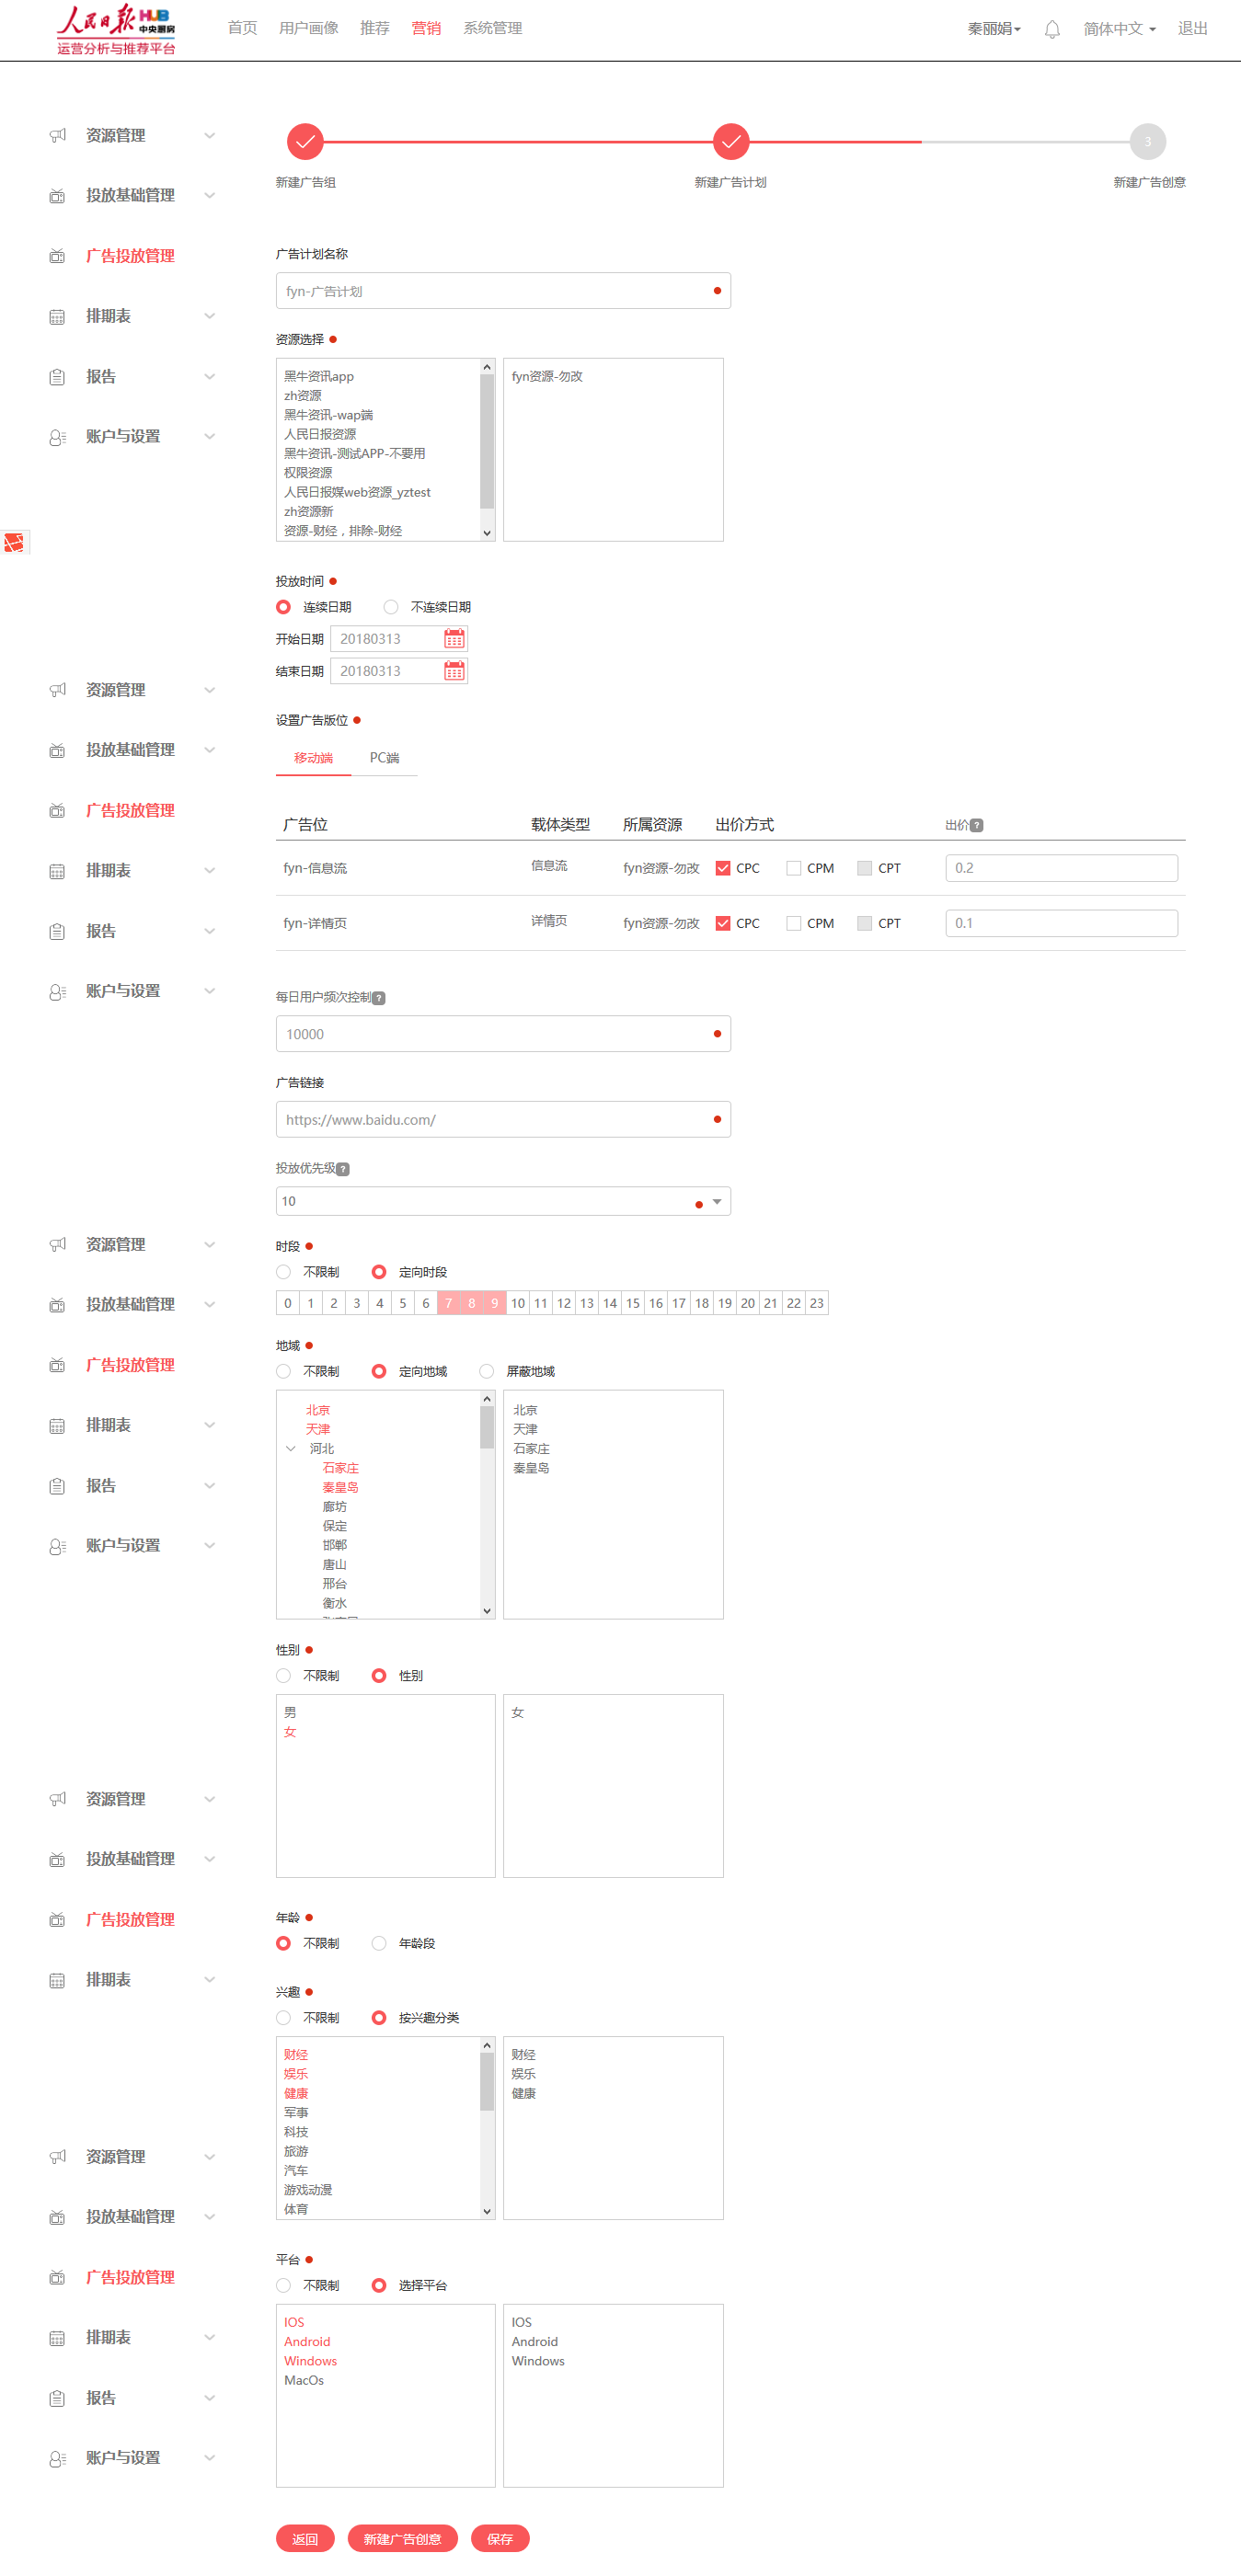 人民日报 HUB 中央厨房
运营分析与推荐平台
首页 用户画像 推荐 营销 系统管理
秦丽娟 简体中文 退出
资源管理
投放基础管理
广告投放管理
排期表
报告
账户与设置
3
新建广告组 新建广告计划 新建广告创意
广告计划名称
fyn-广告计划
资源选择
黑牛资讯app
zh资源
黑牛资讯-wap端
人民日报资源
黑牛资讯-测试APP-不要用
权限资源
人民日报媒web资源_yztest
zh资源新
资源-财经，排除-财经
fyn资源-勿改
投放时间
连续日期 不连续日期
开始日期 20180313
结束日期 20180313
资源管理
投放基础管理
广告投放管理
排期表
报告
账户与设置
设置广告版位
移动端 PC端
广告位 载体类型 所属资源 出价方式 出价?
fyn-信息流 信息流 fyn资源-勿改 CPC CPM CPT 0.2
fyn-详情页 详情页 fyn资源-勿改 CPC CPM CPT 0.1
每日用户频次控制?
10000
广告链接
https://www.baidu.com/
投放优先级?
10
资源管理
投放基础管理
广告投放管理
排期表
报告
账户与设置
时段
不限制 定向时段
0 1 2 3 4 5 6 7 8 9 10 11 12 13 14 15 16 17 18 19 20 21 22 23
地域
不限制 定向地域 屏蔽地域
北京
天津
河北
石家庄
秦皇岛
廊坊
保定
邯郸
唐山
邢台
衡水
北京
天津
石家庄
秦皇岛
性别
不限制 性别
男
女
女
资源管理
投放基础管理
广告投放管理
排期表
年龄
不限制 年龄段
兴趣
不限制 按兴趣分类
财经
娱乐
健康
军事
科技
旅游
汽车
游戏动漫
体育
财经
娱乐
健康
资源管理
投放基础管理
广告投放管理
排期表
报告
账户与设置
平台
不限制 选择平台
IOS
Android
Windows
MacOs
IOS
Android
Windows
返回 新建广告创意 保存